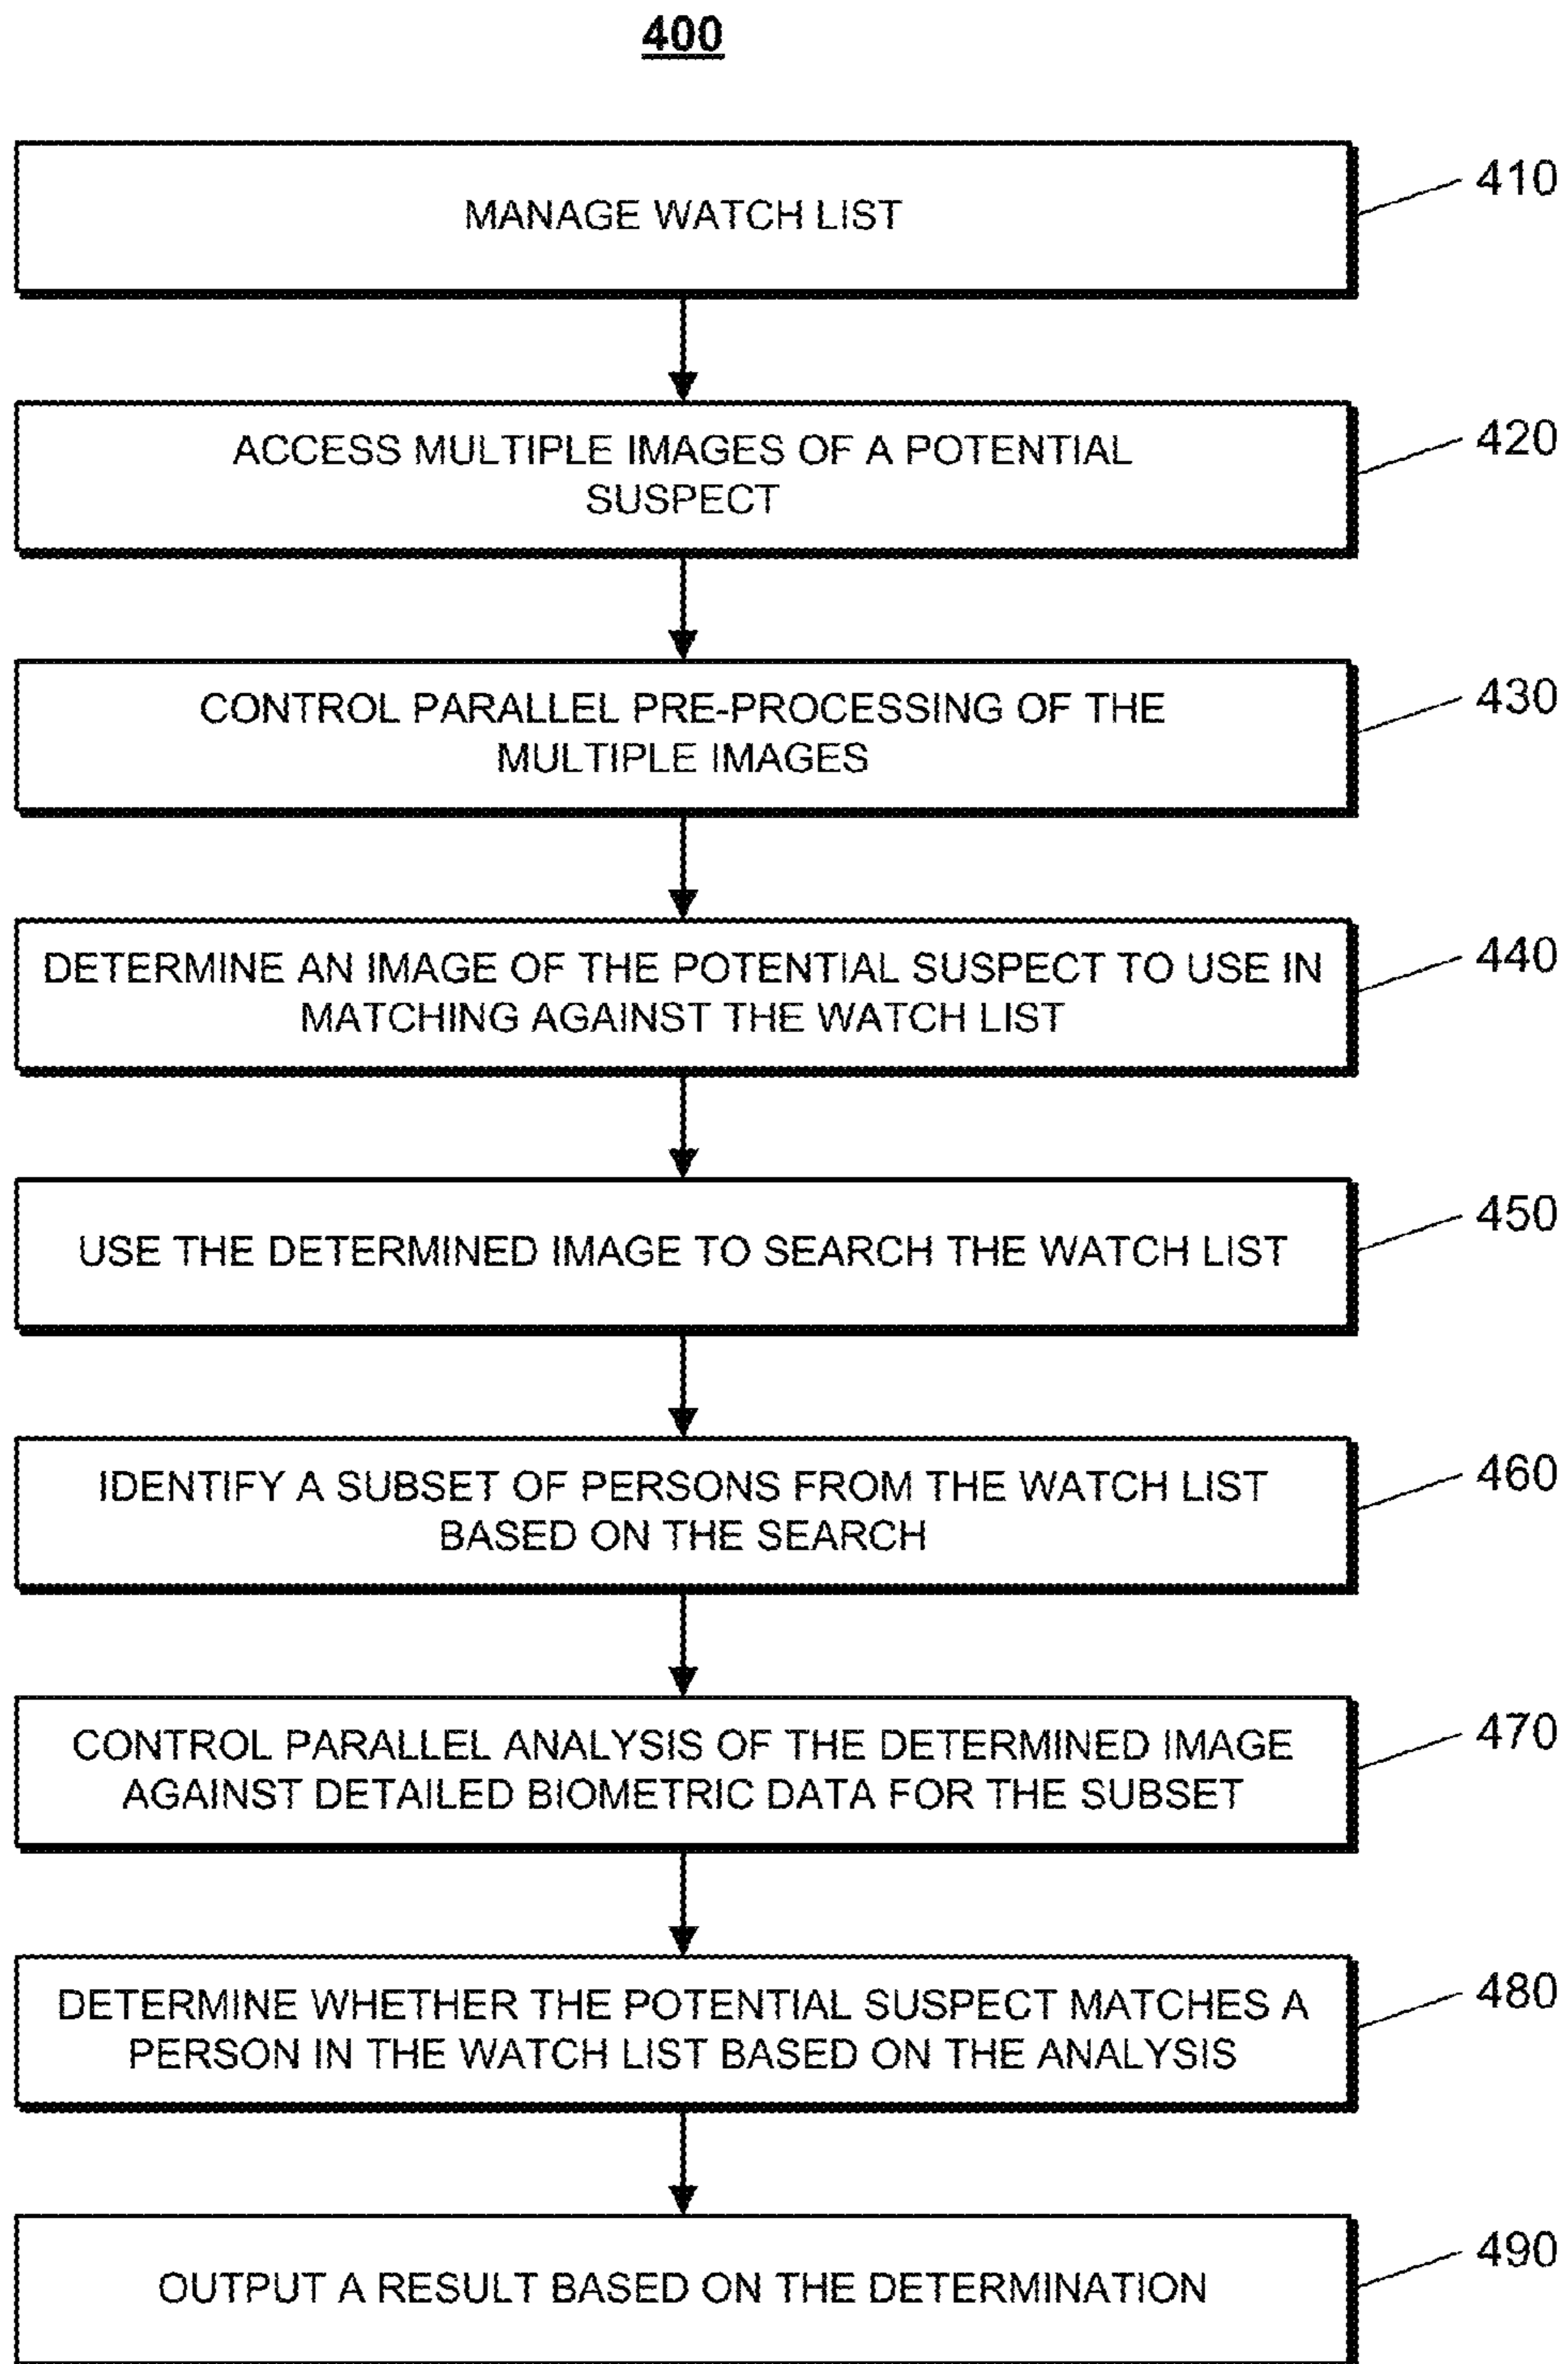 400
MANAGE WATCH LIST
410
ACCESS MULTIPLE IMAGES OF A POTENTIAL
SUSPECT
420
CONTROL PARALLEL PRE-PROCESSING OF THE
MULTIPLE IMAGES
430
DETERMINE AN IMAGE OF THE POTENTIAL SUSPECT TO USE IN
MATCHING AGAINST THE WATCH LIST
440
USE THE DETERMINED IMAGE TO SEARCH THE WATCH LIST
450
IDENTIFY A SUBSET OF PERSONS FROM THE WATCH LIST
BASED ON THE SEARCH
460
CONTROL PARALLEL ANALYSIS OF THE DETERMINED IMAGE
AGAINST DETAILED BIOMETRIC DATA FOR THE SUBSET
470
DETERMINE WHETHER THE POTENTIAL SUSPECT MATCHES A
PERSON IN THE WATCH LIST BASED ON THE ANALYSIS
480
OUTPUT A RESULT BASED ON THE DETERMINATION
490